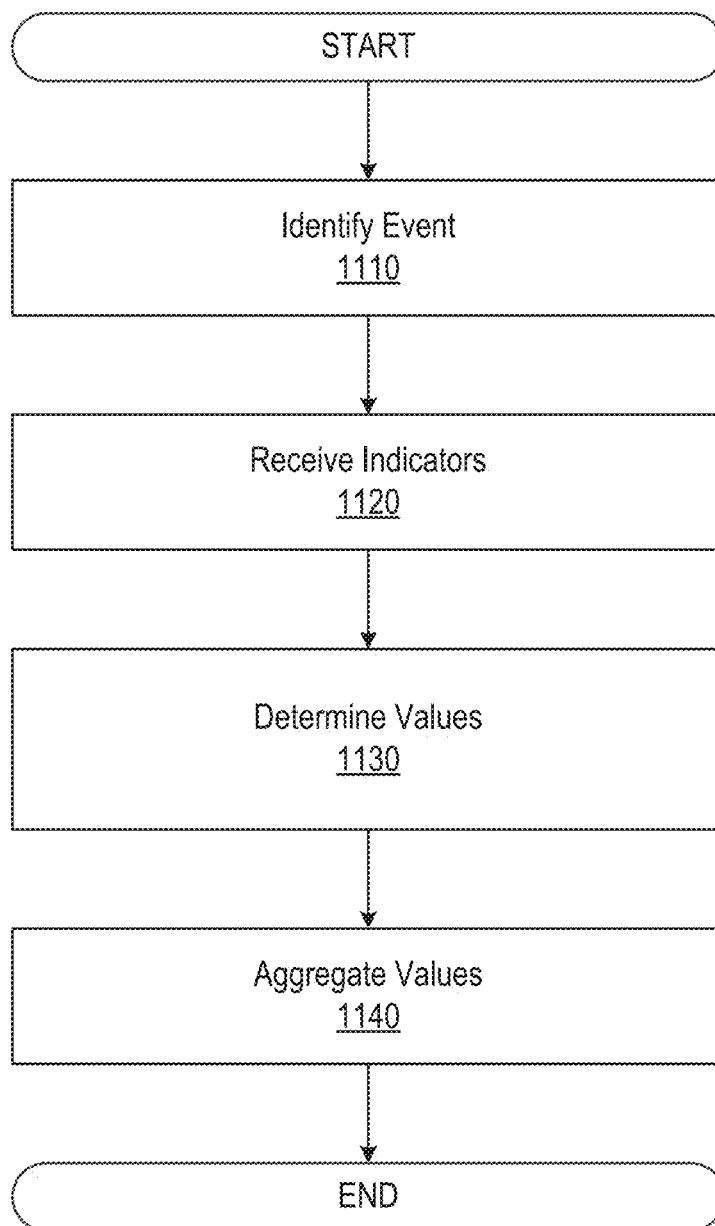 START
Identify Event
1110
Receive Indicators
1120
Determine Values
1130
Aggregate Values
1140
END